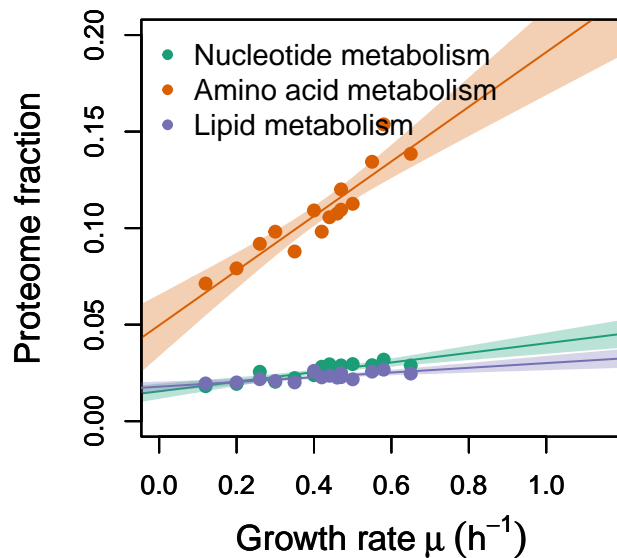 Nucleotide metabolism
Amino acid metabolism
Lipid metabolism
Proteome fraction
0.20
0.15
0.10
0.05
0.00
0.0 0.2 0.4 0.6 0.8 1.0
Growth rate μ (h⁻¹)